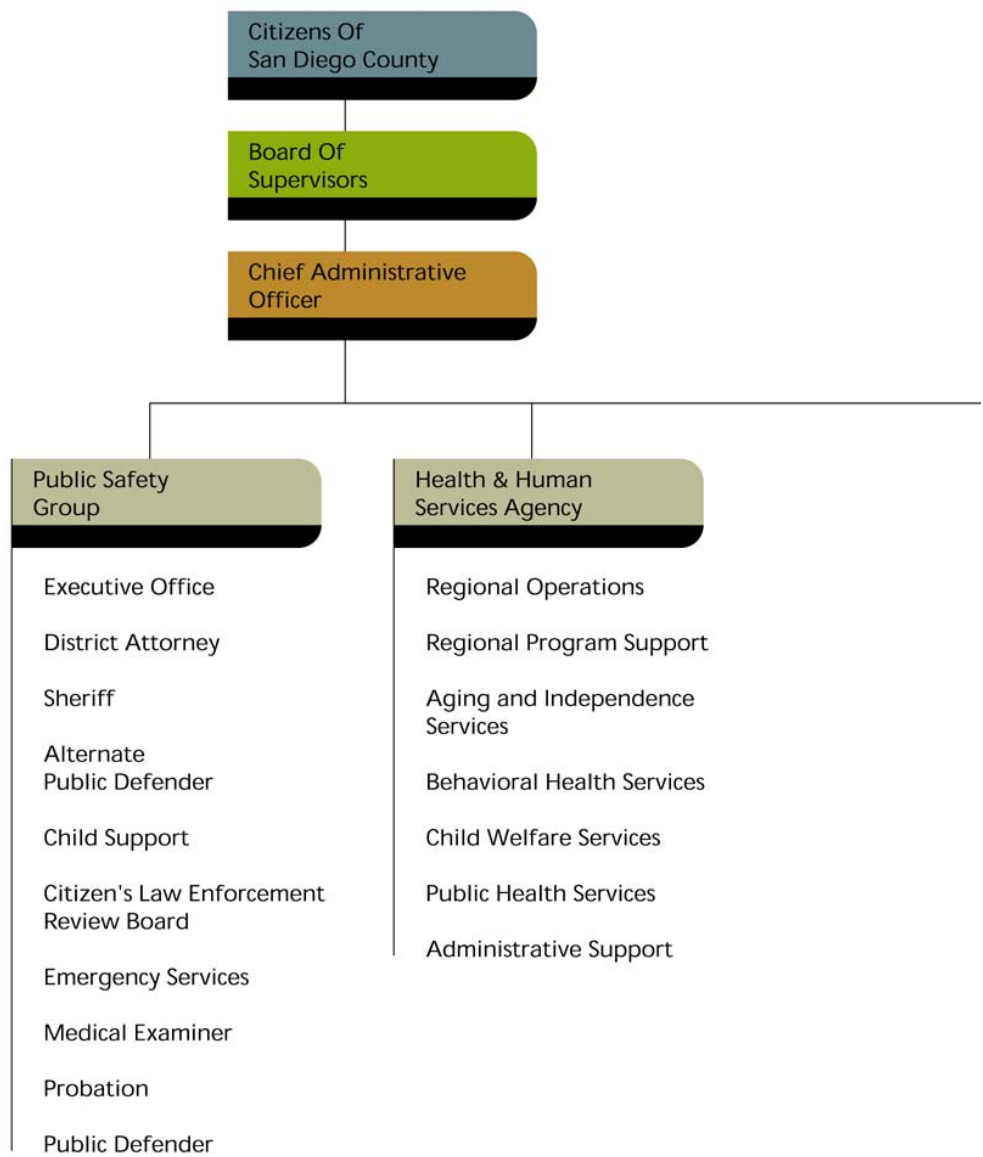 Citizens Of
San Diego County
Board Of
Supervisors
Chief Administrative
Officer
Public Safety
Group
Executive Office
District Attorney
Sheriff
Alternate
Public Defender
Child Support
Citizen's Law Enforcement
Review Board
Emergency Services
Medical Examiner
Probation
Public Defender
Health & Human
Services Agency
Regional Operations
Regional Program Support
Aging and Independence
Services
Behavioral Health Services
Child Welfare Services
Public Health Services
Administrative Support